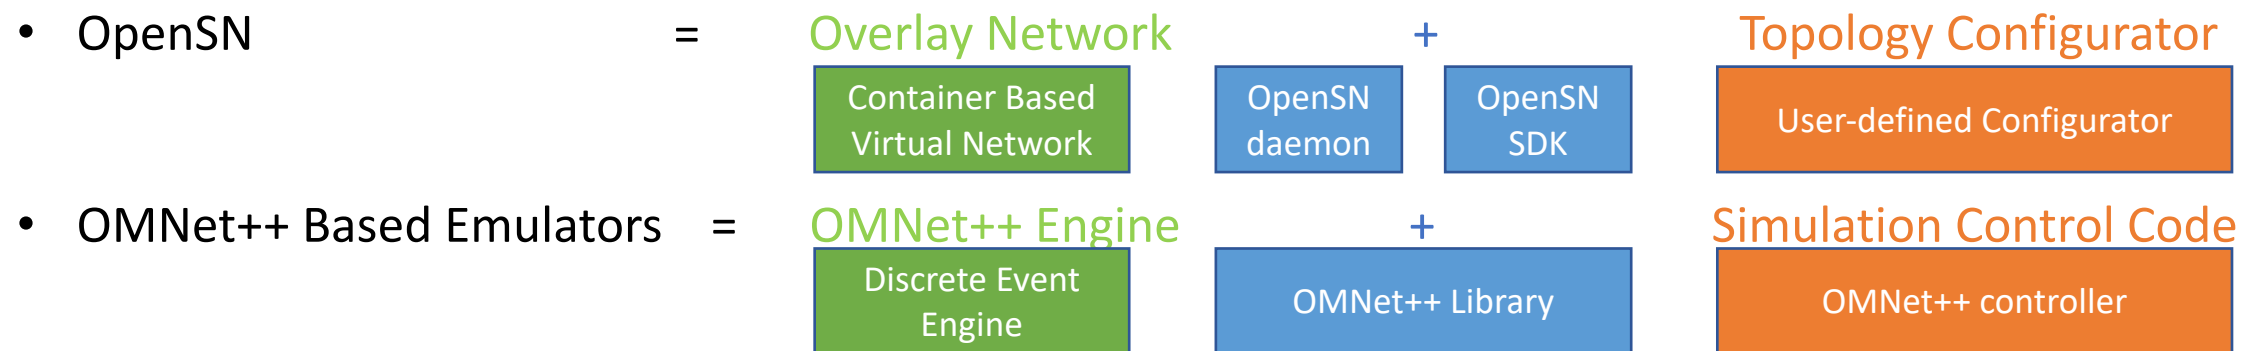 • OpenSN = Overlay Network + Topology Configurator
Container Based Virtual Network
OpenSN daemon
OpenSN SDK
User-defined Configurator
• OMNet++ Based Emulators = OMNet++ Engine + Simulation Control Code
Discrete Event Engine
OMNet++ Library
OMNet++ controller